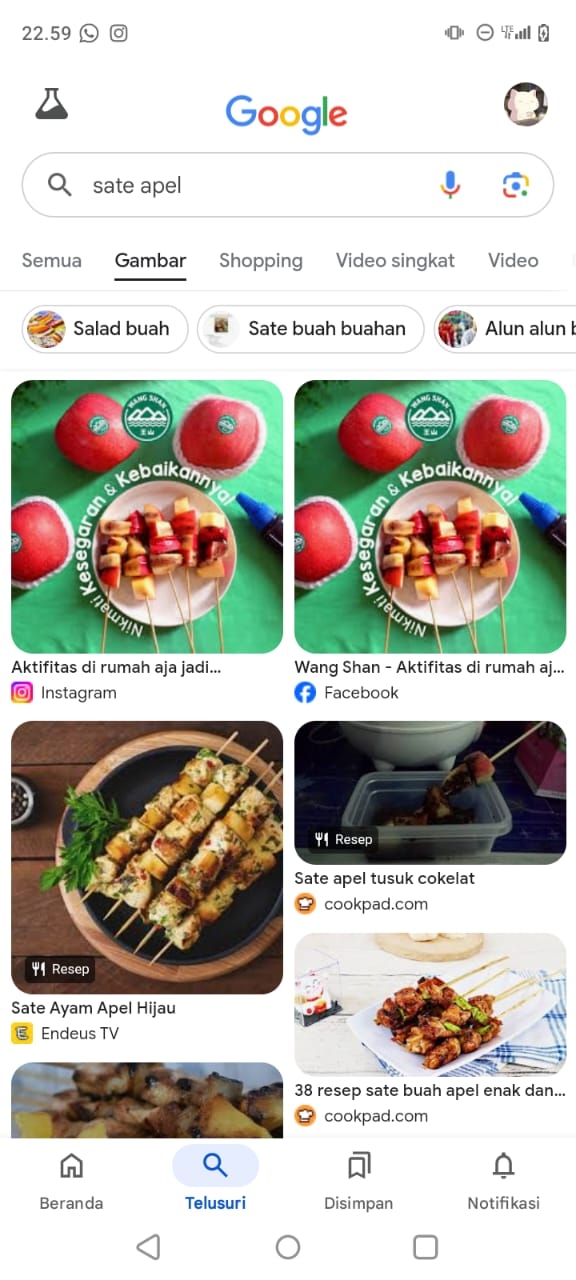 22.59
LTE
Google
sate apel
Semua Gambar Shopping Video singkat Video
Salad buah Sate buah buahan Alun alun b
WANG SHAN
Nikmati Kesegaran & Kebaikannya!
WANG SHAN
Nikmati Kesegaran & Kebaikannya!
Aktifitas di rumah aja jadi...
Instagram
Wang Shan - Aktifitas di rumah aj...
Facebook
Resep
Sate Ayam Apel Hijau
Endeus TV
Resep
Sate apel tusuk cokelat
cookpad.com
38 resep sate buah apel enak dan...
cookpad.com
Beranda Telusuri Disimpan Notifikasi